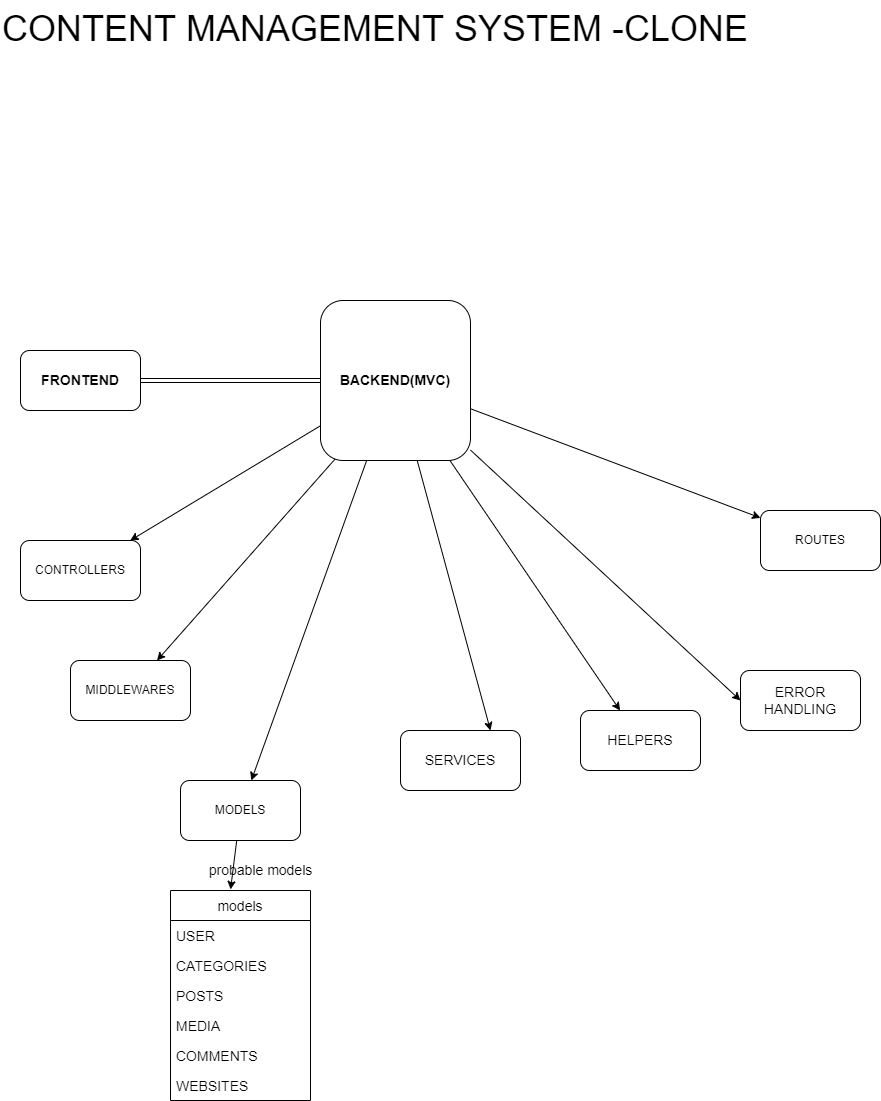 CONTENT MANAGEMENT SYSTEM -CLONE
FRONTEND
BACKEND(MVC)
ROUTES
CONTROLLERS
MIDDLEWARES
ERROR
HANDLING
HELPERS
SERVICES
MODELS
probable models
models
USER
CATEGORIES
POSTS
MEDIA
COMMENTS
WEBSITES